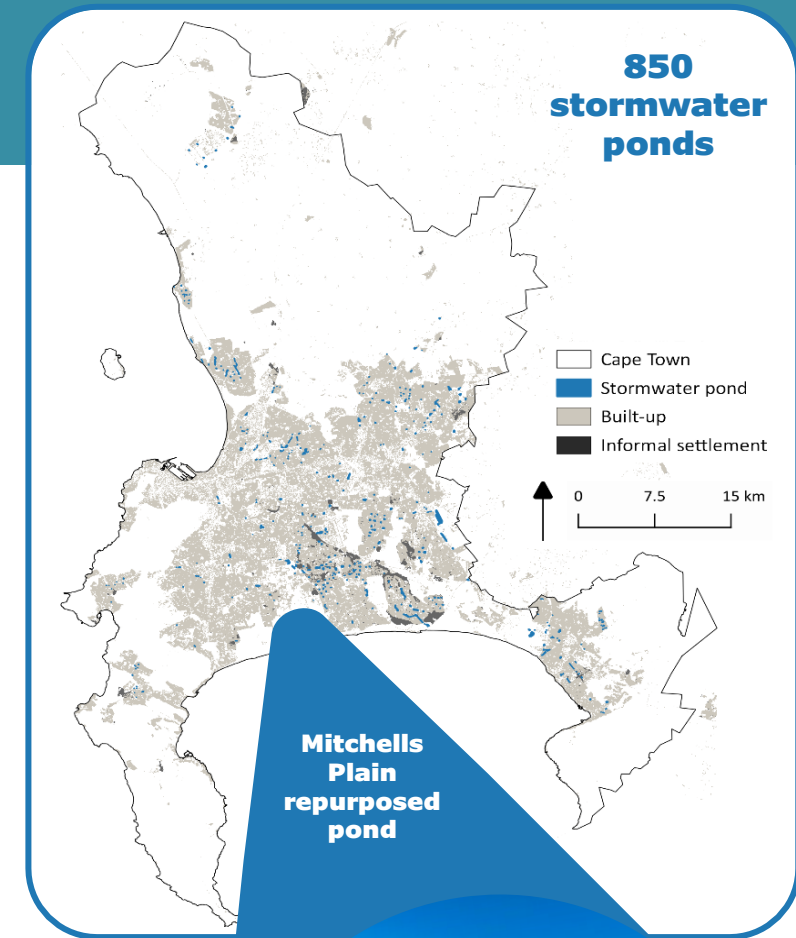 850
stormwater
ponds
Cape Town
Stormwater pond
Built-up
Informal settlement
0 7.5 15 km
Mitchells
Plain
repurposed
pond